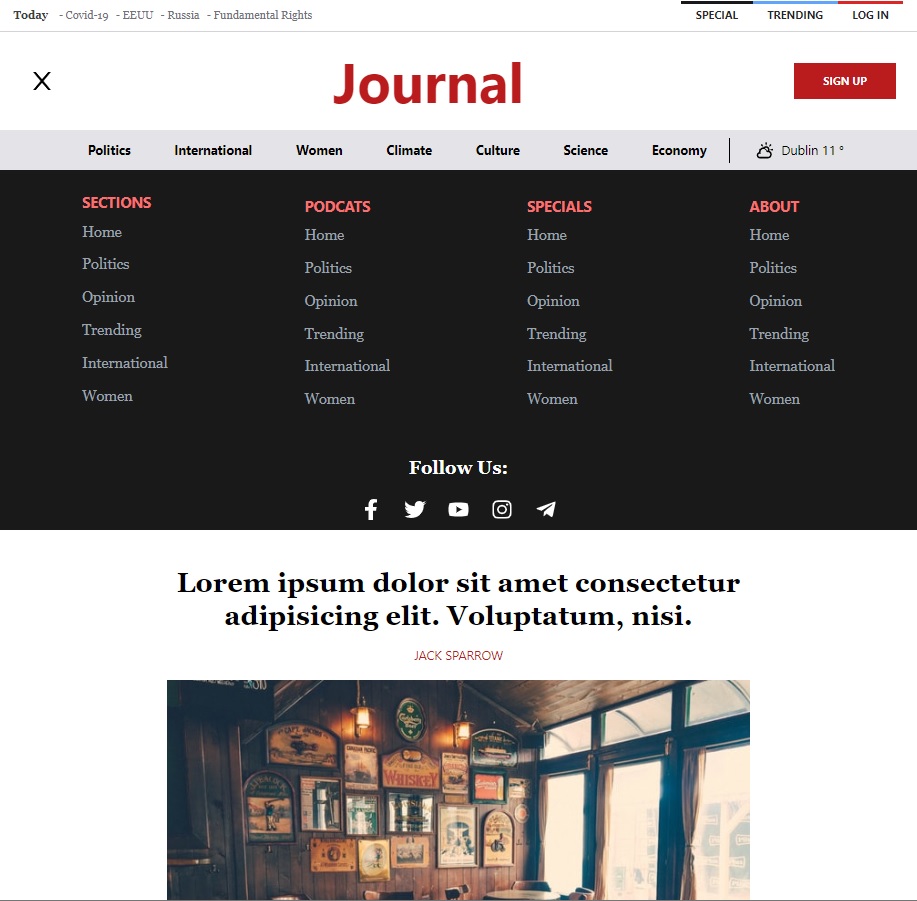 Today - Covid-19 - EEUU - Russia - Fundamental Rights
SPECIAL TRENDING LOG IN
X
Journal
SIGN UP
Politics International Women Climate Culture Science Economy Dublin 11 °
SECTIONS
Home
Politics
Opinion
Trending
International
Women
PODCATS
Home
Politics
Opinion
Trending
International
Women
SPECIALS
Home
Politics
Opinion
Trending
International
Women
ABOUT
Home
Politics
Opinion
Trending
International
Women
Follow Us:
Lorem ipsum dolor sit amet consectetur
adipisicing elit. Voluptatum, nisi.
JACK SPARROW
WHISKEY